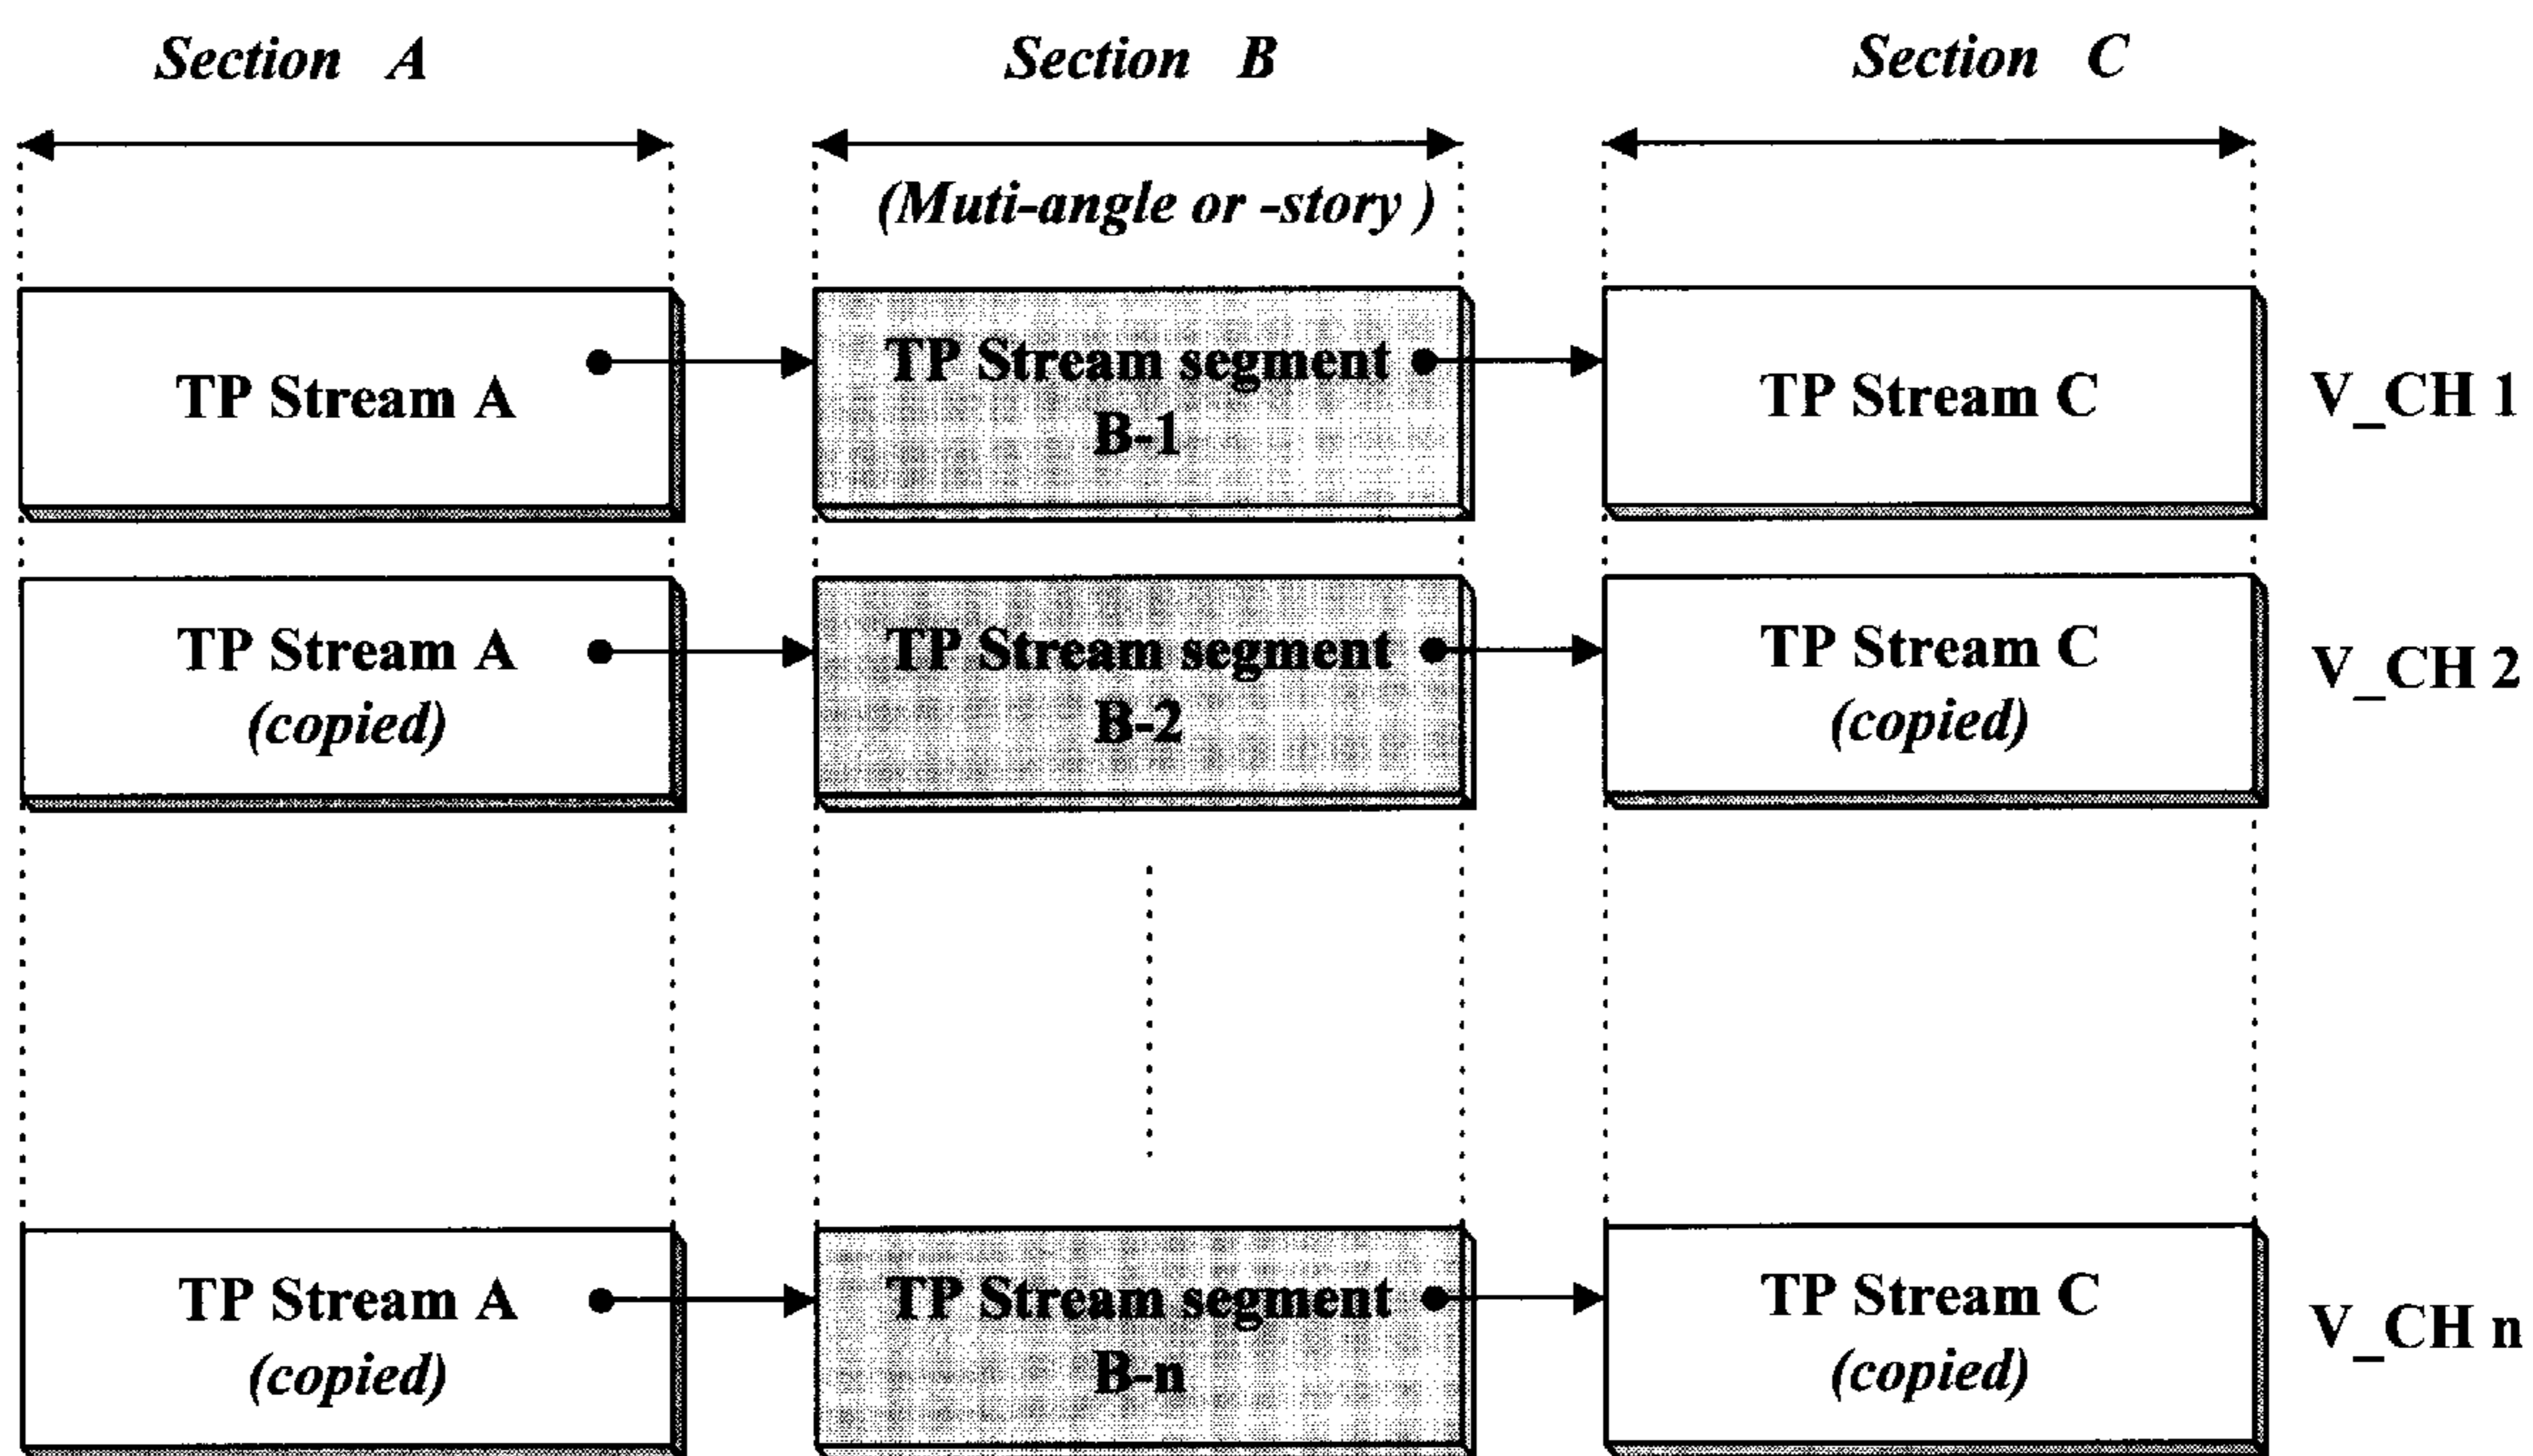 Section A
Section B
Section C
(Muti-angle or -story )
TP Stream A
TP Stream segment
B-1
TP Stream C
V_CH 1
TP Stream A
(copied)
TP Stream segment
B-2
TP Stream C
(copied)
V_CH 2
TP Stream A
(copied)
TP Stream segment
B-n
TP Stream C
(copied)
V_CH n